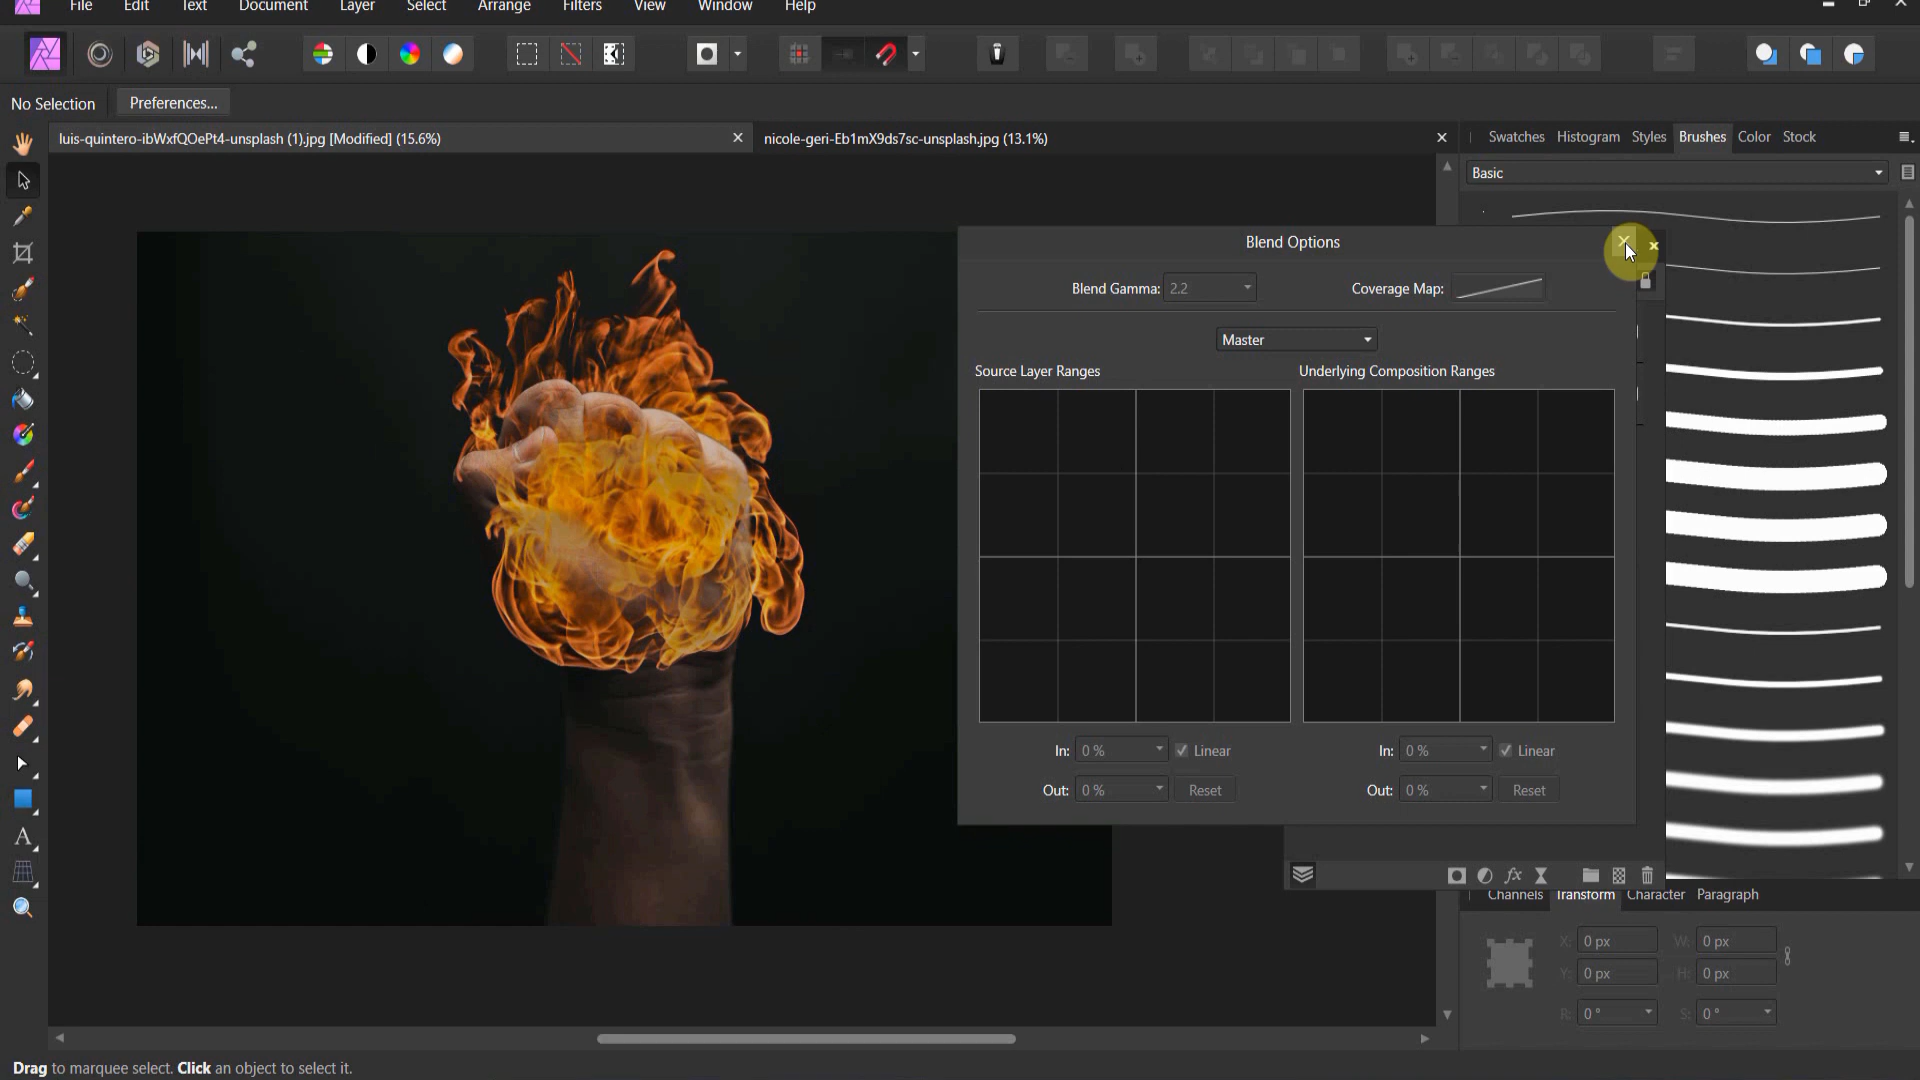 File Edit Text Document Layer Select Arrange Filters View Window Help
No Selection Preferences...
luis-quintero-ibWxfQOePt4-unsplash (1).jpg [Modified] (15.6%)
nicole-geri-Eb1mX9ds7sc-unsplash.jpg (13.1%)
Swatches Histogram Styles Brushes Color Stock
Basic
Blend Options
Blend Gamma: 2.2 Coverage Map:
Master
Source Layer Ranges Underlying Composition Ranges
In: 0 % Linear In: 0 % Linear
Out: 0 % Reset Out: 0 % Reset
fx
Channels Transform Character Paragraph
X: 0 px W: 0 px
Y: 0 px H: 0 px
R: 0 ° S: 0 °
Drag to marquee select. Click an object to select it.